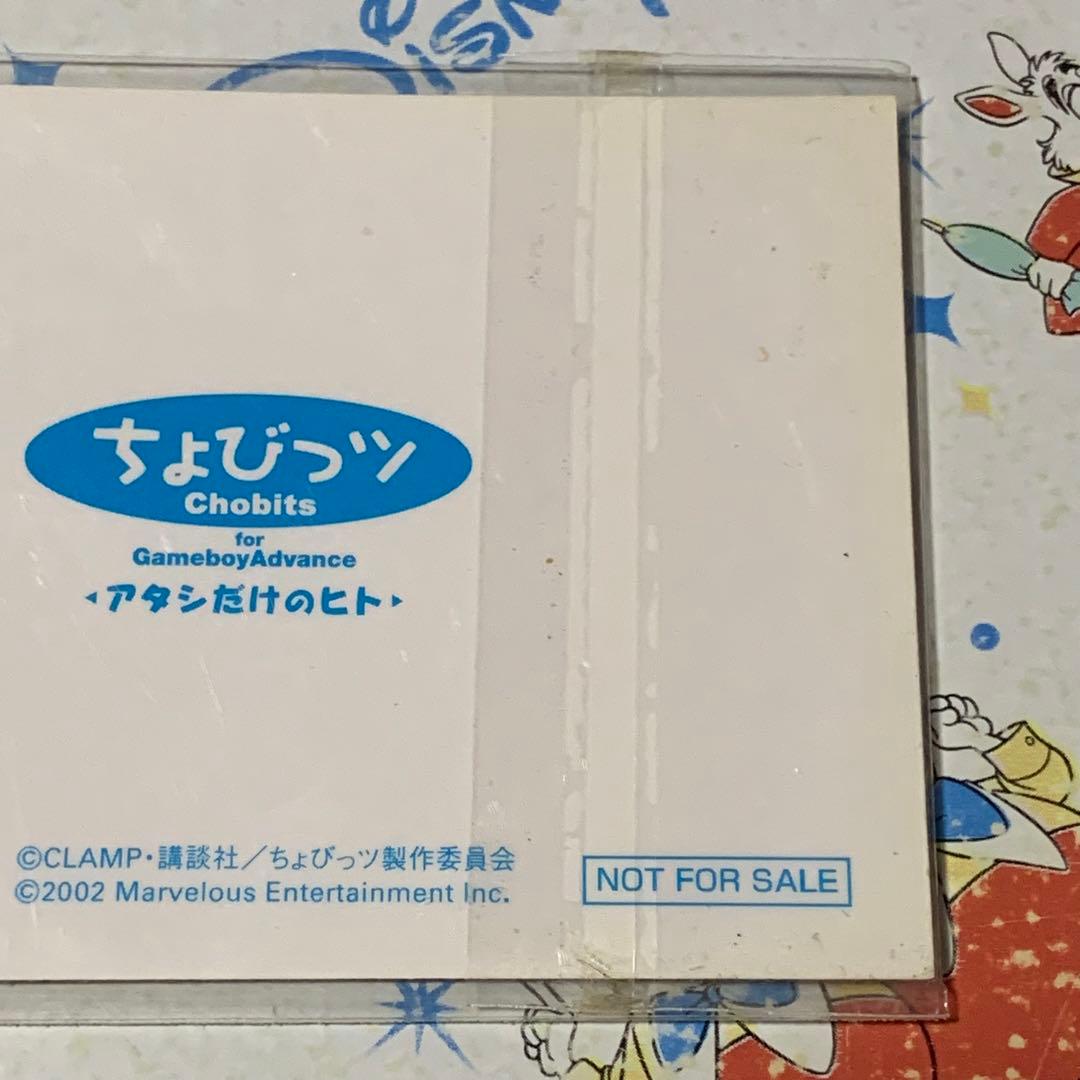 ちょびっツ
Chobits
for
GameboyAdvance
アタシだけのヒト
©CLAMP・講談社／ちょびっツ製作委員会
©2002 Marvelous Entertainment Inc.
NOT FOR SALE